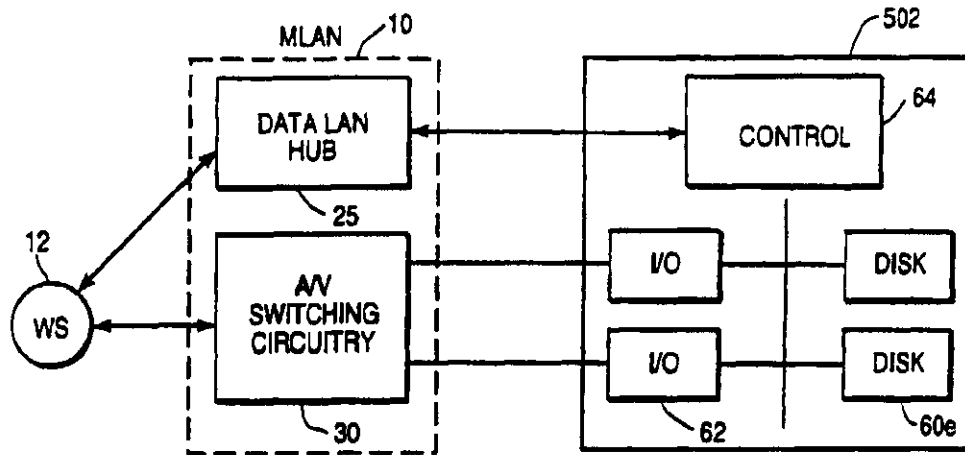 MLAN
10
502
DATA LAN
HUB
25
CONTROL
64
12
WS
A/V
SWITCHING
CIRCUITRY
30
I/O
DISK
I/O
62
DISK
60e